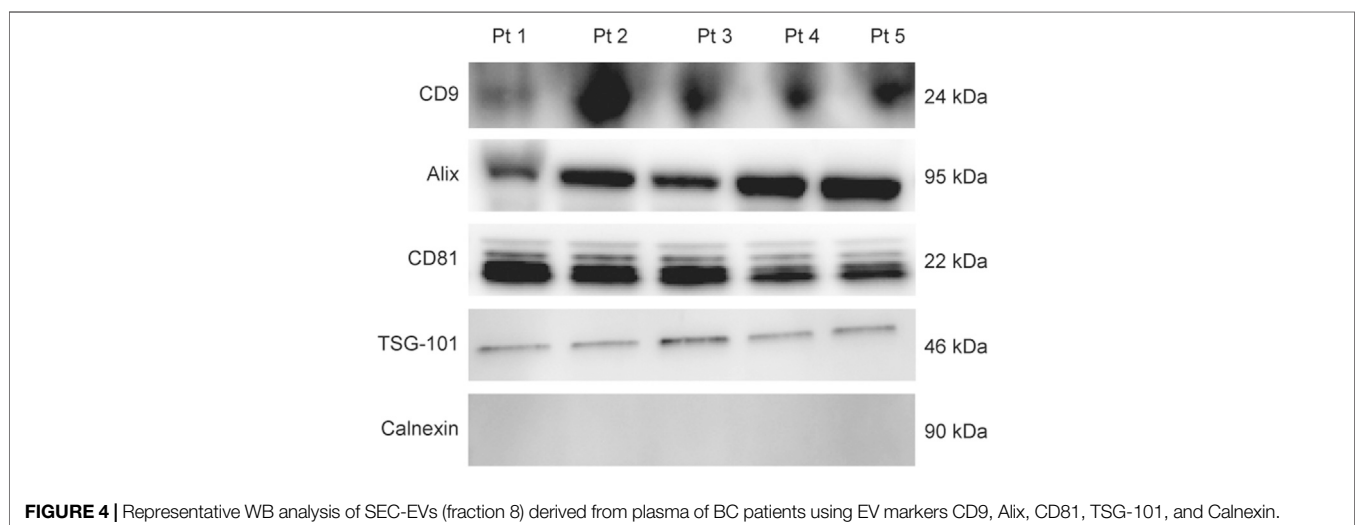 Pt 1 Pt 2 Pt 3 Pt 4 Pt 5
CD9 24 kDa
Alix 95 kDa
CD81 22 kDa
TSG-101 46 kDa
Calnexin 90 kDa
FIGURE 4 | Representative WB analysis of SEC-EVs (fraction 8) derived from plasma of BC patients using EV markers CD9, Alix, CD81, TSG-101, and Calnexin.